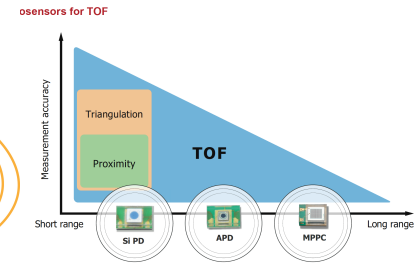 osensors for TOF
Measurement accuracy
Triangulation
Proximity
TOF
Short range
Long range
Si PD
APD
MPPC